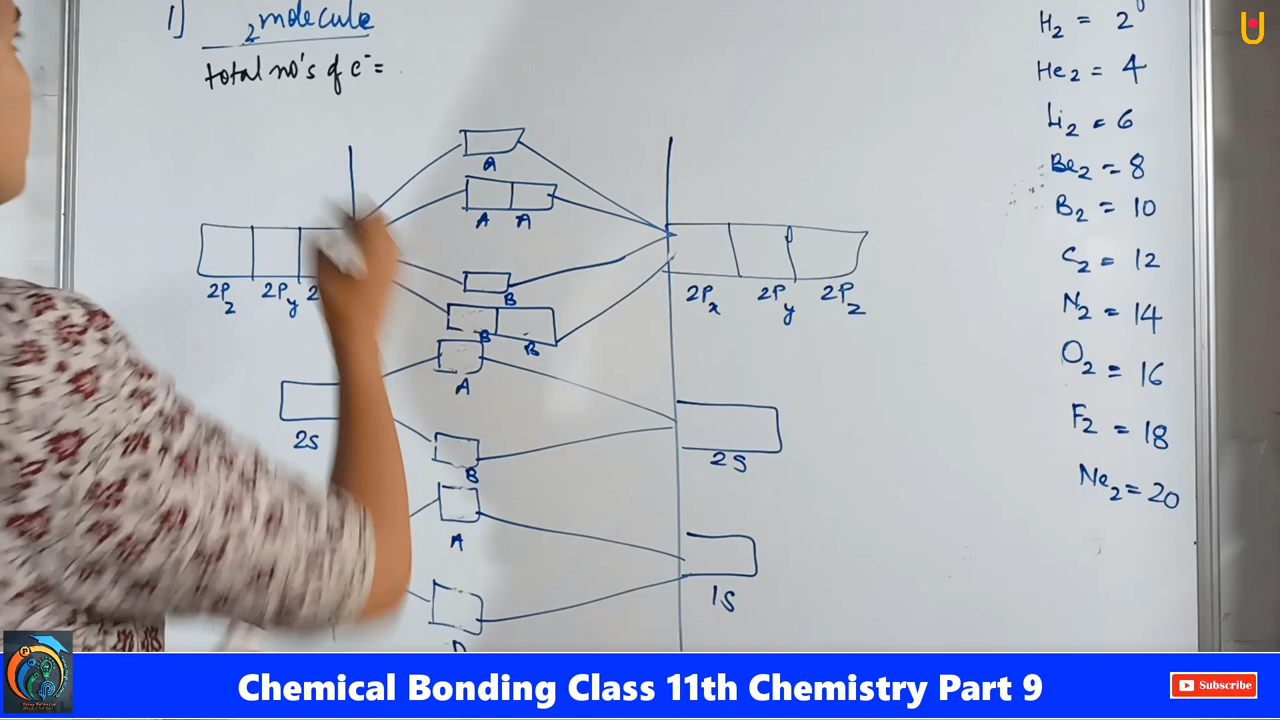 1] 2 molecule
total no's of e⁻=
A
A A
B
B B
A
B
A
2Pz 2Py 2
2S
2Px 2Py 2Pz
2S
1S
H₂ = 2
He₂ = 4
Li₂ = 6
Be₂ = 8
B₂ = 10
C₂ = 12
N₂ = 14
O₂ = 16
F₂ = 18
Ne₂ = 20
Chemical Bonding Class 11th Chemistry Part 9
Subscribe